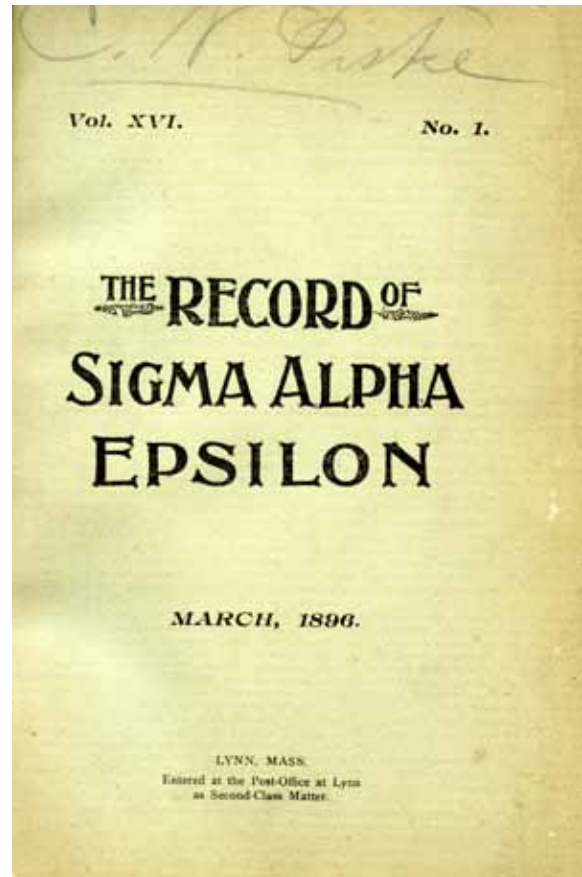 C. W. Fiske
Vol. XVI.
No. 1.
THE RECORD OF
SIGMA ALPHA
EPSILON
MARCH, 1896.
LYNN, MASS.
Entered at the Post-Office at Lynn
as Second-Class Matter.